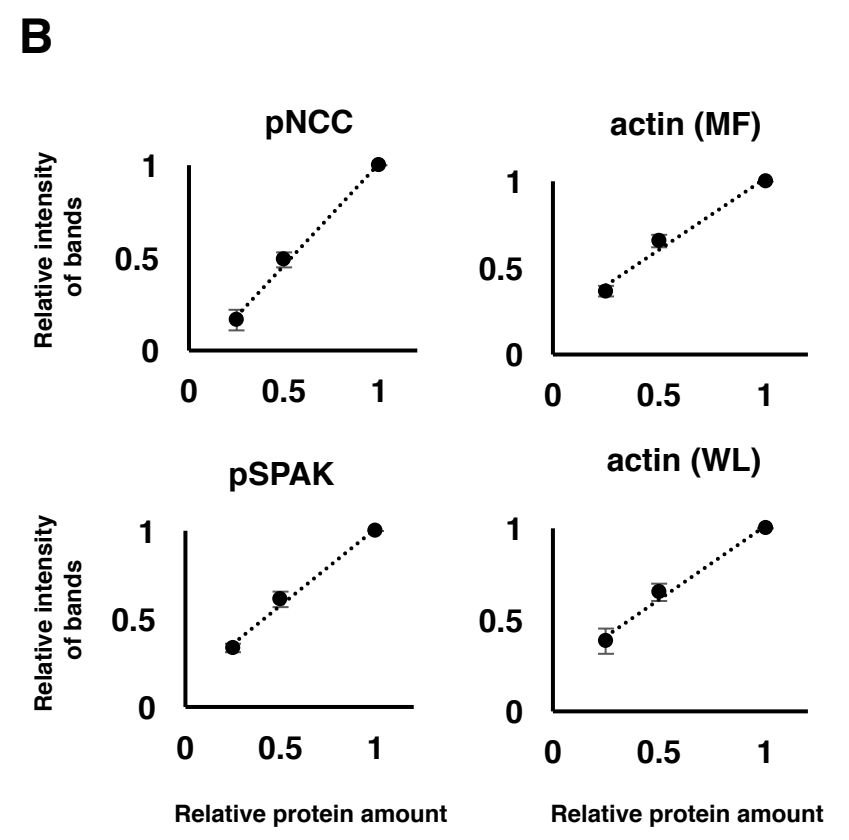 B
pNCC
Relative intensity
of bands
1
0.5
0
0 0.5 1
actin (MF)
1
0.5
0
0 0.5 1
pSPAK
Relative intensity
of bands
1
0.5
0
0 0.5 1
Relative protein amount
actin (WL)
1
0.5
0
0 0.5 1
Relative protein amount